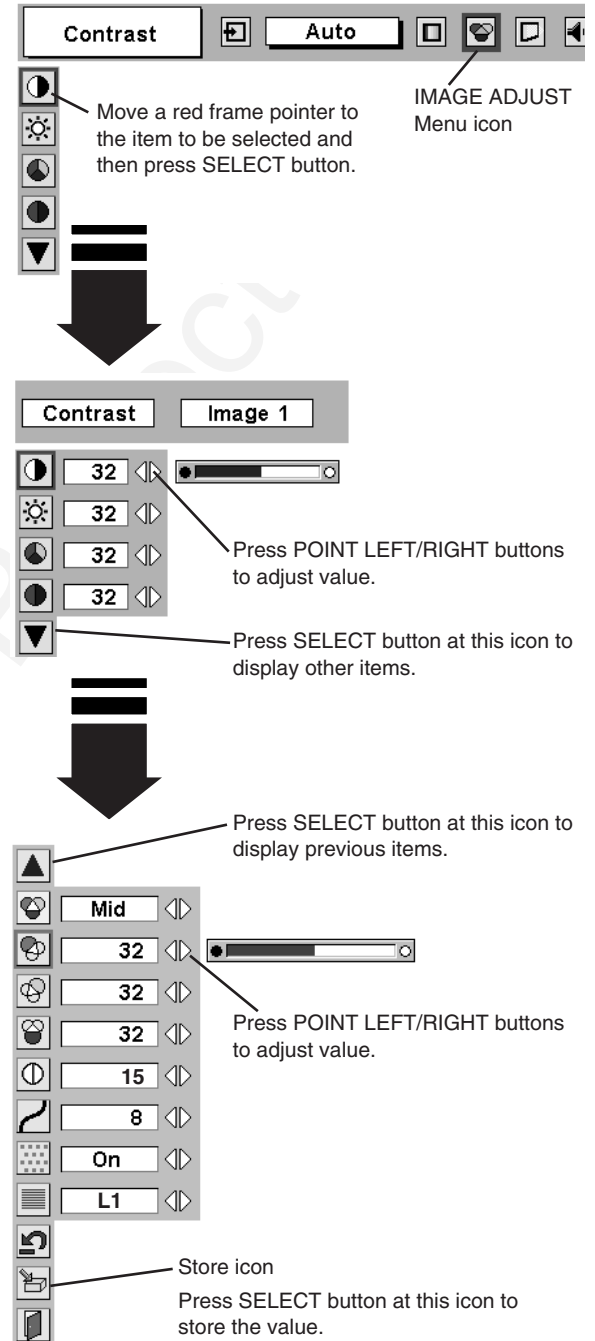 Contrast
Auto
Move a red frame pointer to
the item to be selected and
then press SELECT button.
IMAGE ADJUST
Menu icon
Contrast
Image 1
32
32
32
32
Press POINT LEFT/RIGHT buttons
to adjust value.
Press SELECT button at this icon to
display other items.
Press SELECT button at this icon to
display previous items.
Mid
32
32
32
15
8
On
L1
Press POINT LEFT/RIGHT buttons
to adjust value.
Store icon
Press SELECT button at this icon to
store the value.